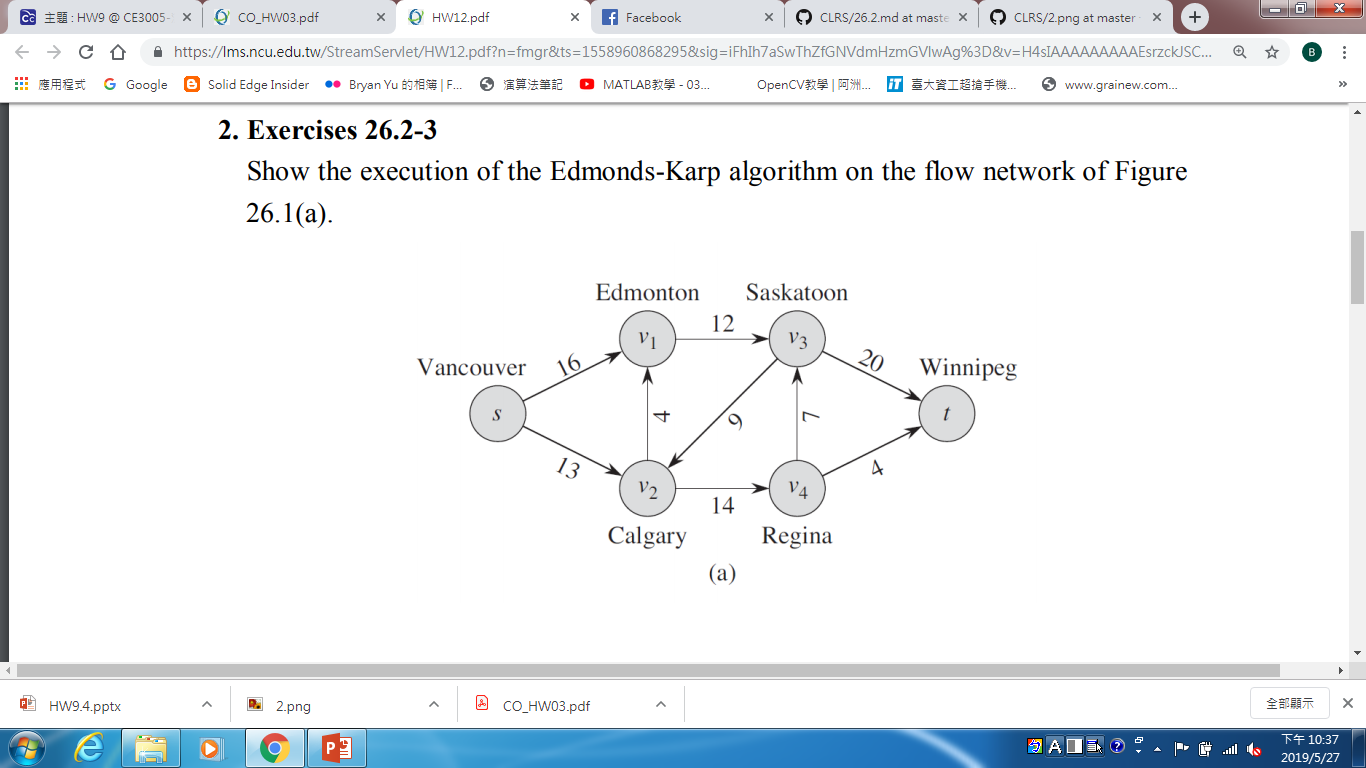 主題 : HW9 @ CE3005-
CO_HW03.pdf
HW12.pdf
Facebook
CLRS/26.2.md at maste
CLRS/2.png at master
https://lms.ncu.edu.tw/StreamServlet/HW12.pdf?n=fmgr&ts=1558960868295&sig=iFhIh7aSwThZfGNVdmHzmGVlwAg%3D&v=H4sIAAAAAAAAAEsrzckJSC...
B
應用程式
Google
Solid Edge Insider
Bryan Yu 的相簿 | F...
演算法筆記
MATLAB教學 - 03...
OpenCV教學 | 阿洲...
臺大資工超搶手機...
www.grainew.com...
2. Exercises 26.2-3
Show the execution of the Edmonds-Karp algorithm on the flow network of Figure
26.1(a).
Edmonton Saskatoon
v1 12 v3
Vancouver 16 20 Winnipeg
s 4 9 7 t
13 4
v2 14 v4
Calgary Regina
(a)
HW9.4.pptx
2.png
CO_HW03.pdf
全部顯示
下午 10:37
2019/5/27